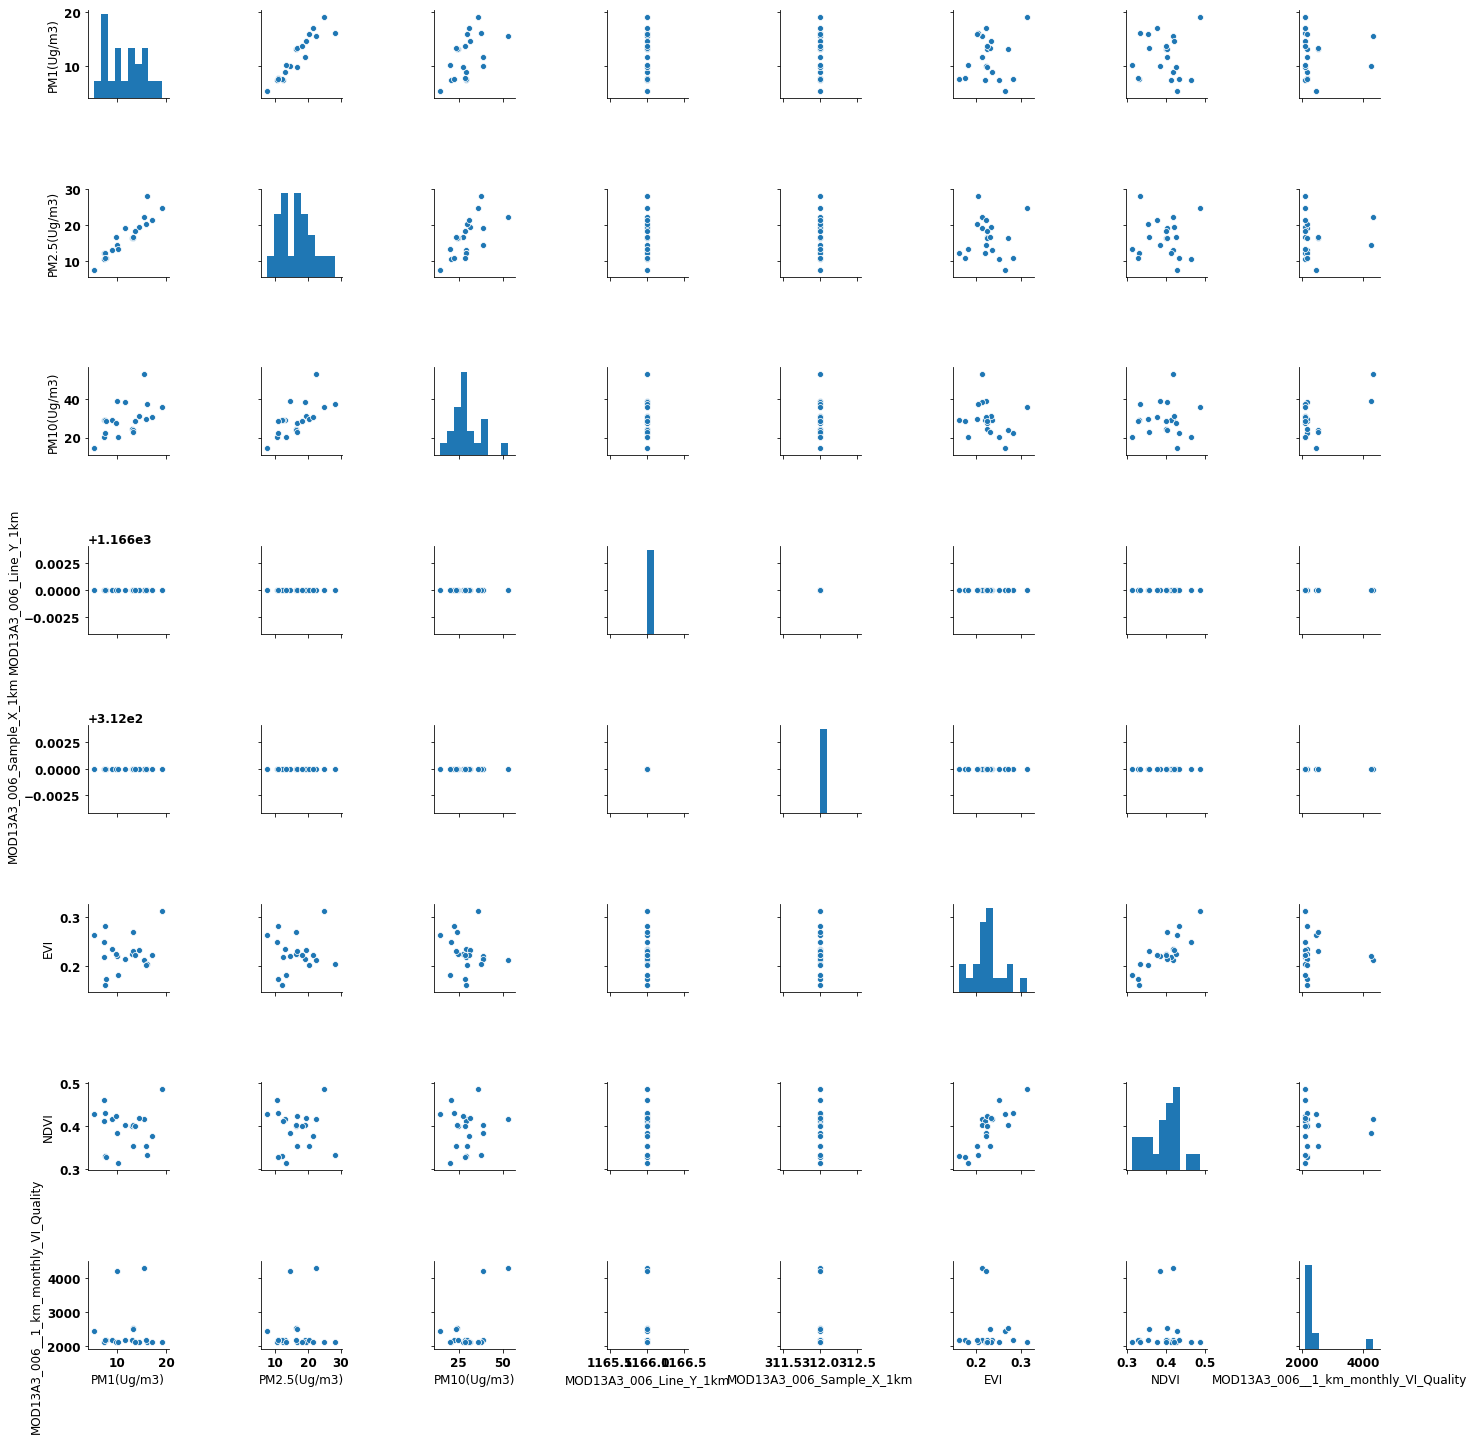 20
10
PM1(Ug/m3)
30
20
10
PM2.5(Ug/m3)
40
20
PM10(Ug/m3)
+1.166e3
0.0025
0.0000
−0.0025
MOD13A3_006_Line_Y_1km
+3.12e2
0.0025
0.0000
−0.0025
MOD13A3_006_Sample_X_1km
0.3
0.2
EVI
0.5
0.4
0.3
NDVI
4000
3000
2000
MOD13A3_006__1_km_monthly_VI_Quality
10 20
PM1(Ug/m3)
10 20 30
PM2.5(Ug/m3)
25 50
PM10(Ug/m3)
1165.5 1166.0 1166.5
MOD13A3_006_Line_Y_1km
311.5 312.0 312.5
MOD13A3_006_Sample_X_1km
0.2 0.3
EVI
0.3 0.4 0.5
NDVI
2000 4000
MOD13A3_006__1_km_monthly_VI_Quality